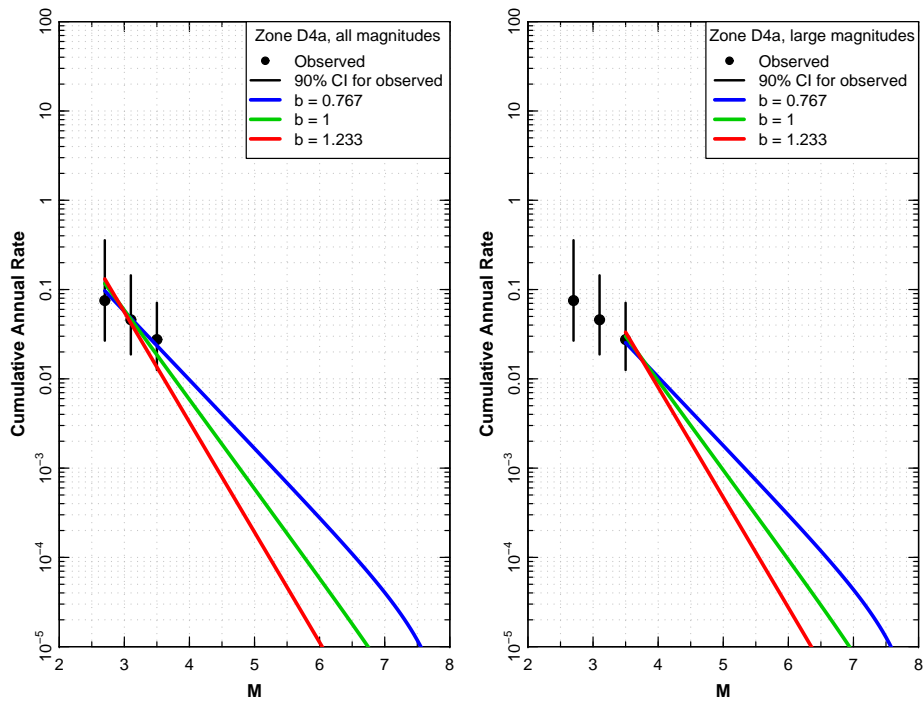 Zone D4a, all magnitudes
Observed
90% CI for observed
b = 0.767
b = 1
b = 1.233
100
10
1
0.1
0.01
10⁻³
10⁻⁴
10⁻⁵
Cumulative Annual Rate
2 3 4 5 6 7 8
M
Zone D4a, large magnitudes
Observed
90% CI for observed
b = 0.767
b = 1
b = 1.233
100
10
1
0.1
0.01
10⁻³
10⁻⁴
10⁻⁵
Cumulative Annual Rate
2 3 4 5 6 7 8
M